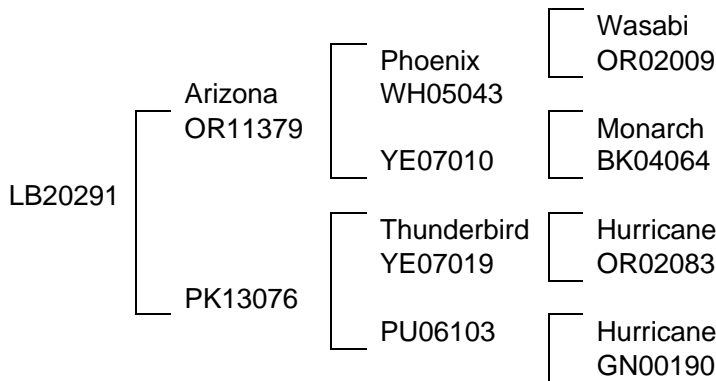 Wasabi
Phoenix
OR02009
WH05043
Arizona
OR11379
Monarch
YE07010
BK04064
LB20291
Thunderbird
Hurricane
YE07019
OR02083
PK13076
PU06103
Hurricane
GN00190